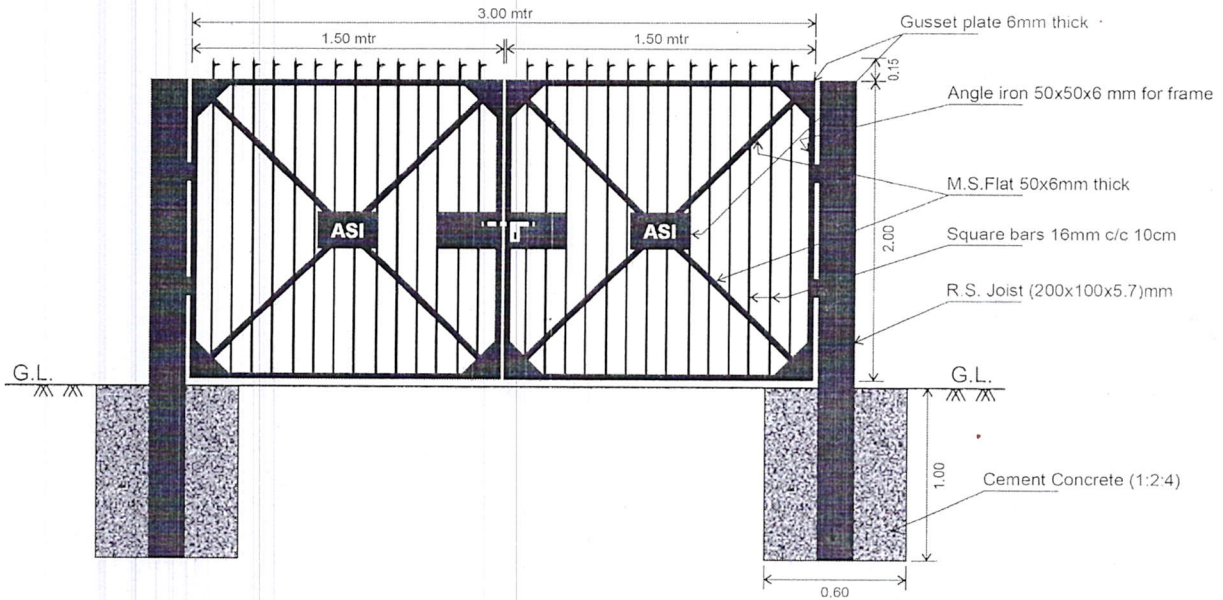 3.00 mtr
1.50 mtr
1.50 mtr
Gusset plate 6mm thick
0.15
Angle iron 50x50x6 mm for frame
M.S.Flat 50x6mm thick
2.00
ASI
ASI
Square bars 16mm c/c 10cm
R.S. Joist (200x100x5.7)mm
G.L.
G.L.
1.00
Cement Concrete (1:2:4)
0.60